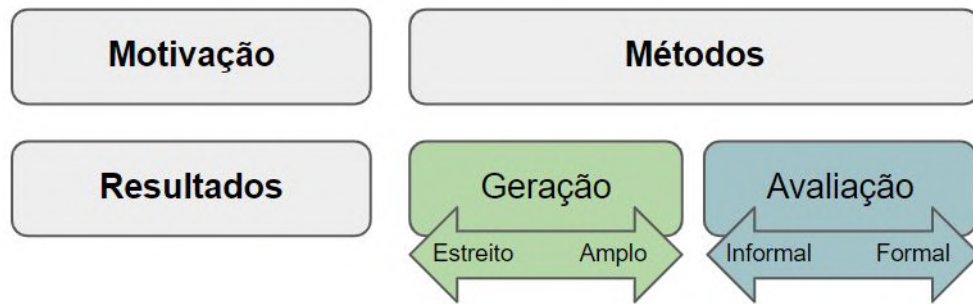 Motivação
Métodos
Resultados
Geração
Avaliação
Estreito
Amplo
Informal
Formal